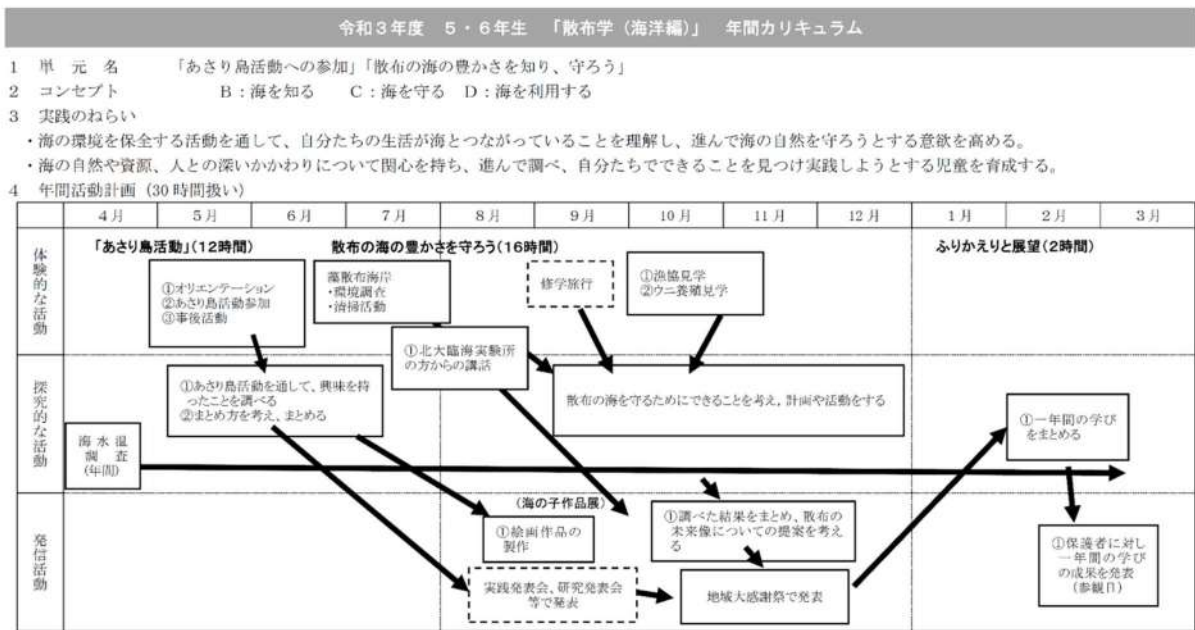 令和３年度　５・６年生　「散布学（海洋編）」　年間カリキュラム
1　単　元　名　「あさり島活動への参加」「散布の海の豊かさを知り、守ろう」
2　コンセプト　B：海を知る　C：海を守る　D：海を利用する
3　実践のねらい
・海の環境を保全する活動を通して、自分たちの生活が海とつながっていることを理解し、進んで海の自然を守ろうとする意欲を高める。
・海の自然や資源、人との深いかかわりについて関心を持ち、進んで調べ、自分たちでできることを見つけ実践しようとする児童を育成する。
4　年間活動計画（30時間扱い）
4月　5月　6月　7月　8月　9月　10月　11月　12月　1月　2月　3月
体験的な活動
「あさり島活動」（12時間）
散布の海の豊かさを守ろう（16時間）
ふりかえりと展望（2時間）
①オリエンテーション
②あさり島活動参加
③事後活動
藻散布海岸
・環境調査
・清掃活動
修学旅行
①漁協見学
②ウニ養殖見学
①北大臨海実験所
の方からの講話
探究的な活動
①あさり島活動を通して、興味を持
ったことを調べる
②まとめ方を考え、まとめる
散布の海を守るためにできることを考え，計画や活動をする
①一年間の学び
をまとめる
海水温
調査
（年間）
発信活動
（海の子作品展）
①絵画作品の
製作
①調べた結果をまとめ、散布の
未来像についての提案を考え
る
①保護者に対し
一年間の学び
の成果を発表
（参観日）
実践発表会、研究発表会
等で発表
地域大感謝祭で発表